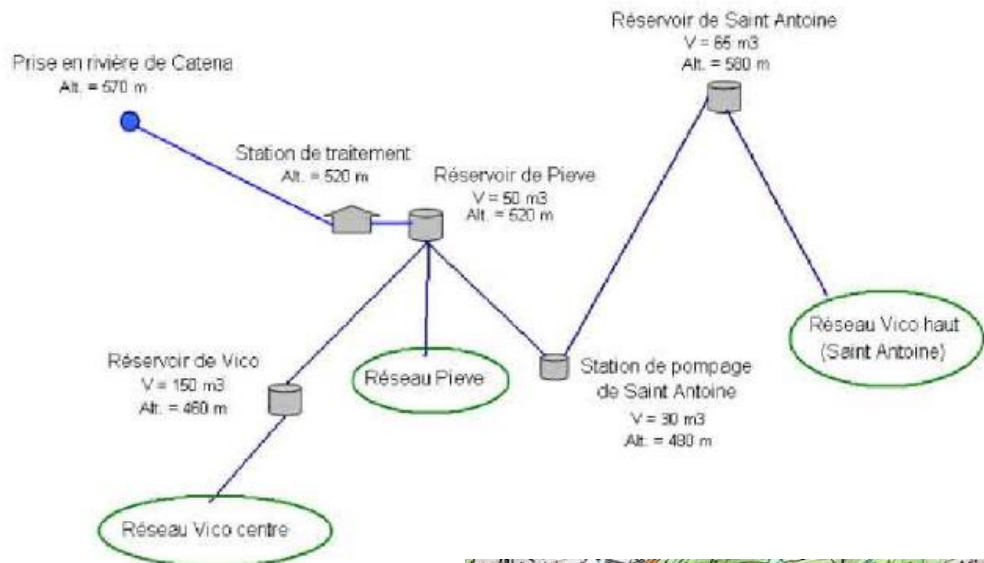 Réservoir de Saint Antoine
V = 65 m3
Alt. = 580 m
Prise en rivière de Catena
Alt. = 570 m
Station de traitement
Alt. = 520 m
Réservoir de Pieve
V = 50 m3
Alt. = 520 m
Réservoir de Vico
V = 150 m3
Alt. = 460 m
Réseau Pieve
Station de pompage
de Saint Antoine
V = 30 m3
Alt. = 480 m
Réseau Vico haut
(Saint Antoine)
Réseau Vico centre